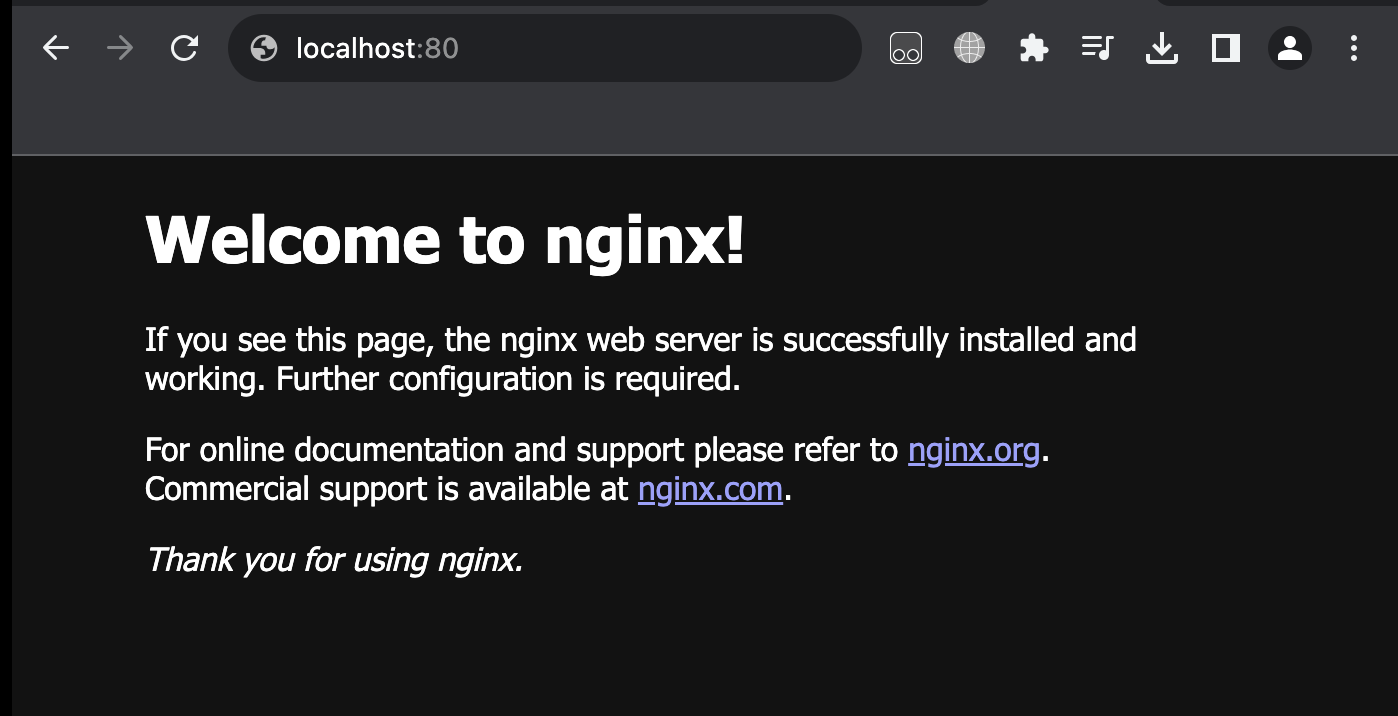 localhost:80
Welcome to nginx!
If you see this page, the nginx web server is successfully installed and
working. Further configuration is required.
For online documentation and support please refer to nginx.org.
Commercial support is available at nginx.com.
Thank you for using nginx.